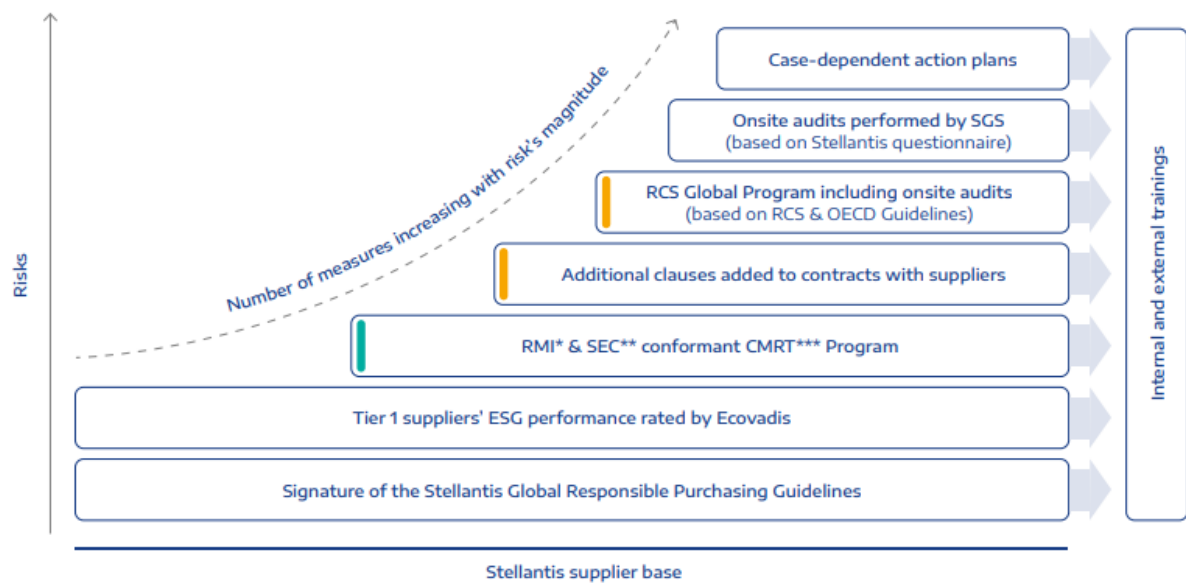 Case-dependent action plans
Onsite audits performed by SGS
(based on Stellantis questionnaire)
RCS Global Program including onsite audits
(based on RCS & OECD Guidelines)
Additional clauses added to contracts with suppliers
RMI* & SEC** conformant CMRT*** Program
Tier 1 suppliers' ESG performance rated by Ecovadis
Signature of the Stellantis Global Responsible Purchasing Guidelines
Number of measures increasing with risk's magnitude
Risks
Internal and external trainings
Stellantis supplier base